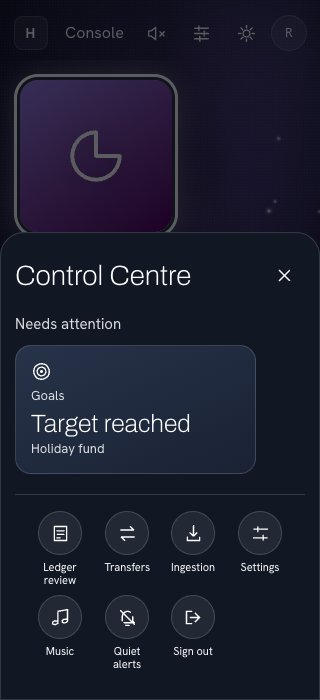 H
Console
R
Control Centre
Needs attention
Goals
Target reached
Holiday fund
Ledger
review
Transfers
Ingestion
Settings
Music
Quiet
alerts
Sign out